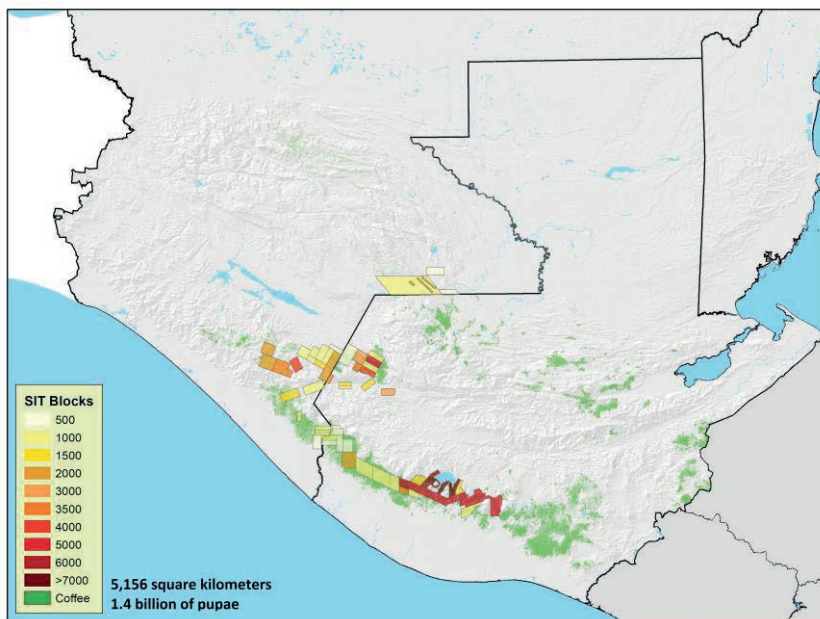 SIT Blocks
500
1000
1500
2000
3000
3500
4000
5000
6000
>7000
Coffee
5,156 square kilometers
1.4 billion of pupae